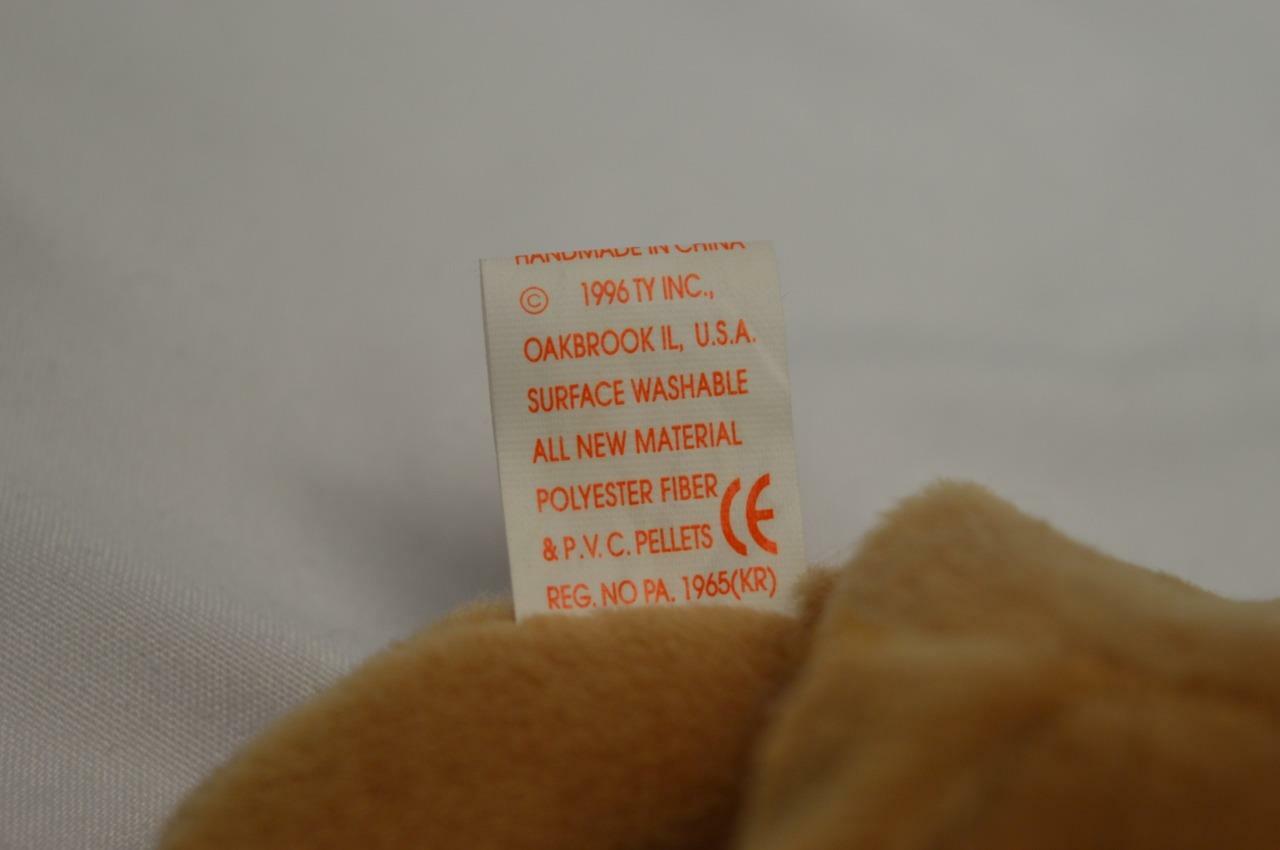 HANDMADE IN CHINA
© 1996 TY INC.,
OAKBROOK IL, U.S.A.
SURFACE WASHABLE
ALL NEW MATERIAL
POLYESTER FIBER
& P.V.C. PELLETS CE
REG. NO PA. 1965(KR)